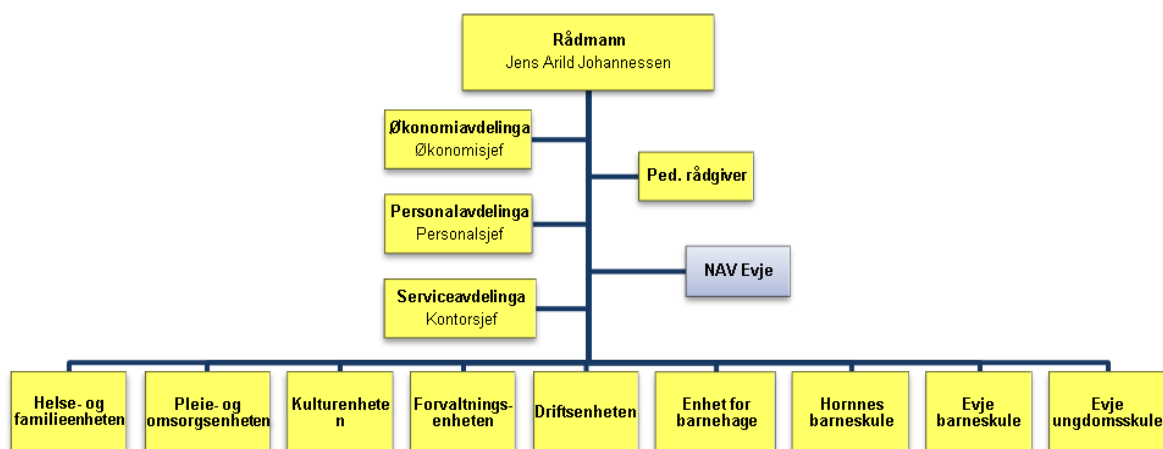 Rådmann
Jens Arild Johannessen
Økonomiavdelinga
Økonomisjef
Ped. rådgiver
Personalavdelinga
Personalsjef
NAV Evje
Serviceavdelinga
Kontorsjef
Helse- og
familieenheten
Pleie- og
omsorgsenheten
Kulturenhete
n
Forvaltnings-
enheten
Driftsenheten
Enhet for
barnehage
Hornnes
barneskule
Evje
barneskule
Evje
ungdomsskule